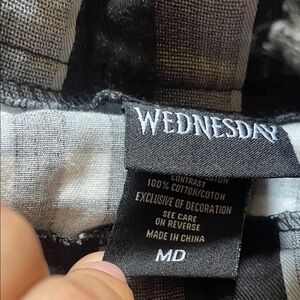 WEDNESDAY
CONTRAST
100% COTTON/COTON
EXCLUSIVE OF DECORATION
SEE CARE
ON REVERSE
MADE IN CHINA
MD